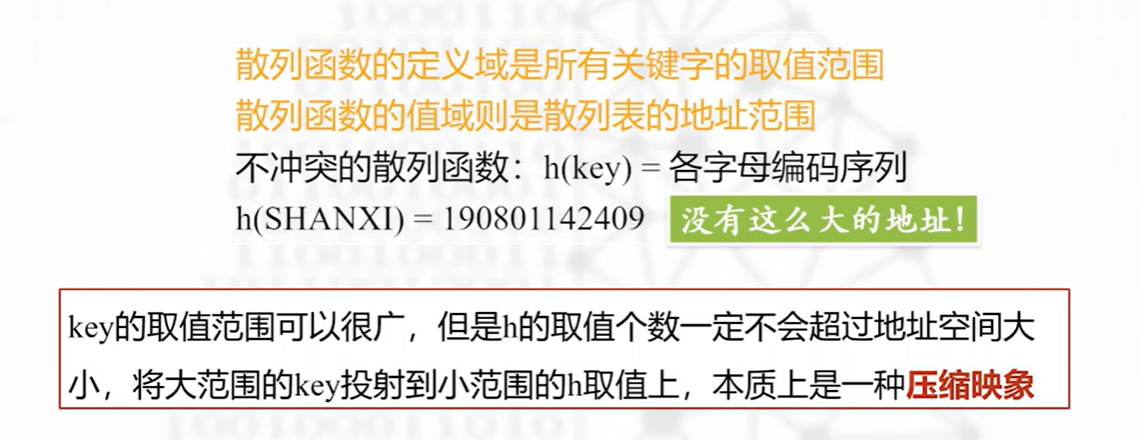 散列函数的定义域是所有关键字的取值范围
散列函数的值域则是散列表的地址范围
不冲突的散列函数：h(key) = 各字母编码序列
h(SHANXI) = 190801142409 没有这么大的地址！
key的取值范围可以很广，但是h的取值个数一定不会超过地址空间大
小，将大范围的key投射到小范围的h取值上，本质上是一种压缩映象